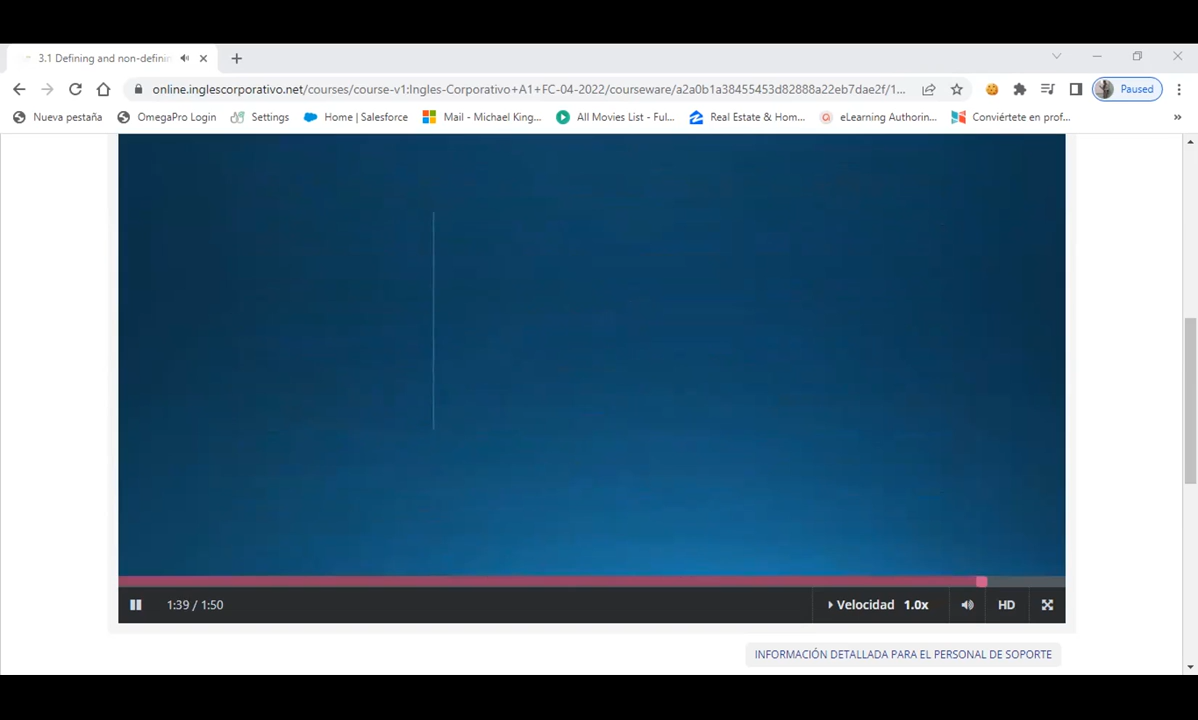 3.1 Defining and non-definin
online.inglescorporativo.net/courses/course-v1:Ingles-Corporativo+A1+FC-04-2022/courseware/a2a0b1a38455453d82888a22eb7dae2f/1...
Paused
Nueva pestaña OmegaPro Login Settings Home | Salesforce Mail - Michael King... All Movies List - Ful... Real Estate & Hom... eLearning Authorin... Conviértete en prof... »
1:39 / 1:50 Velocidad 1.0x HD
INFORMACIÓN DETALLADA PARA EL PERSONAL DE SOPORTE